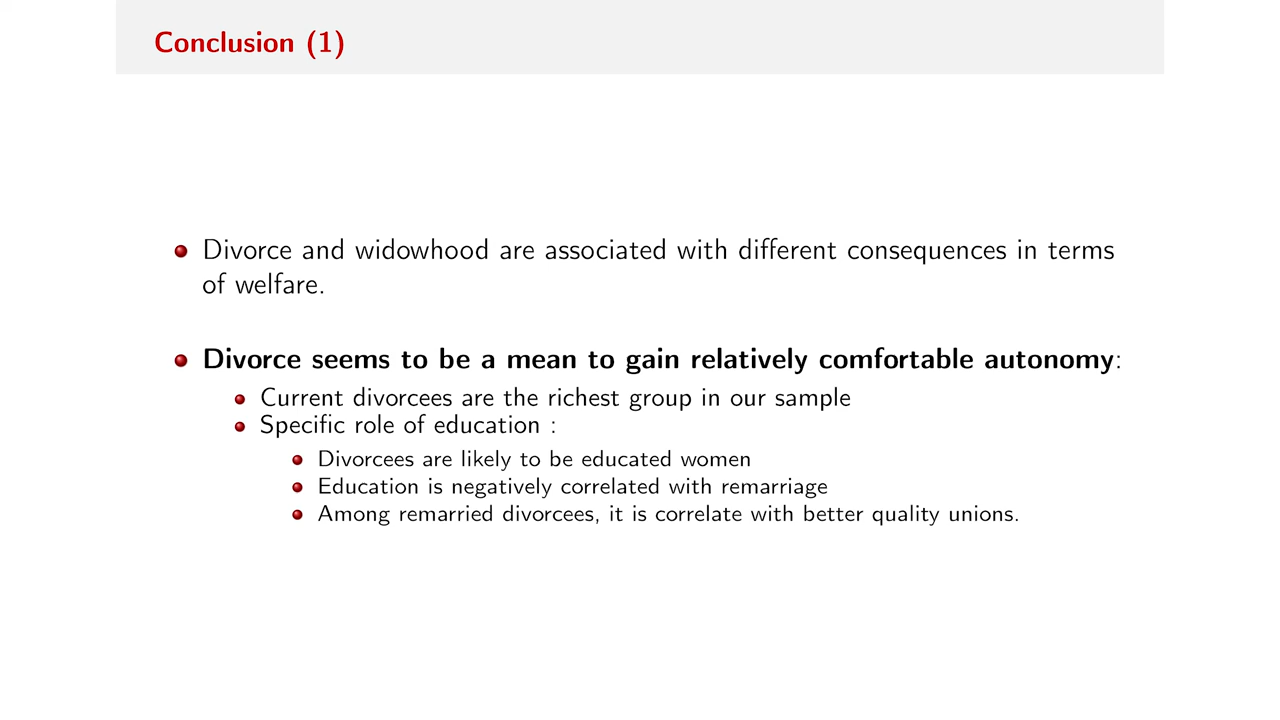 Conclusion (1)
Divorce and widowhood are associated with different consequences in terms
of welfare.
Divorce seems to be a mean to gain relatively comfortable autonomy:
Current divorcees are the richest group in our sample
Specific role of education :
Divorcees are likely to be educated women
Education is negatively correlated with remarriage
Among remarried divorcees, it is correlate with better quality unions.